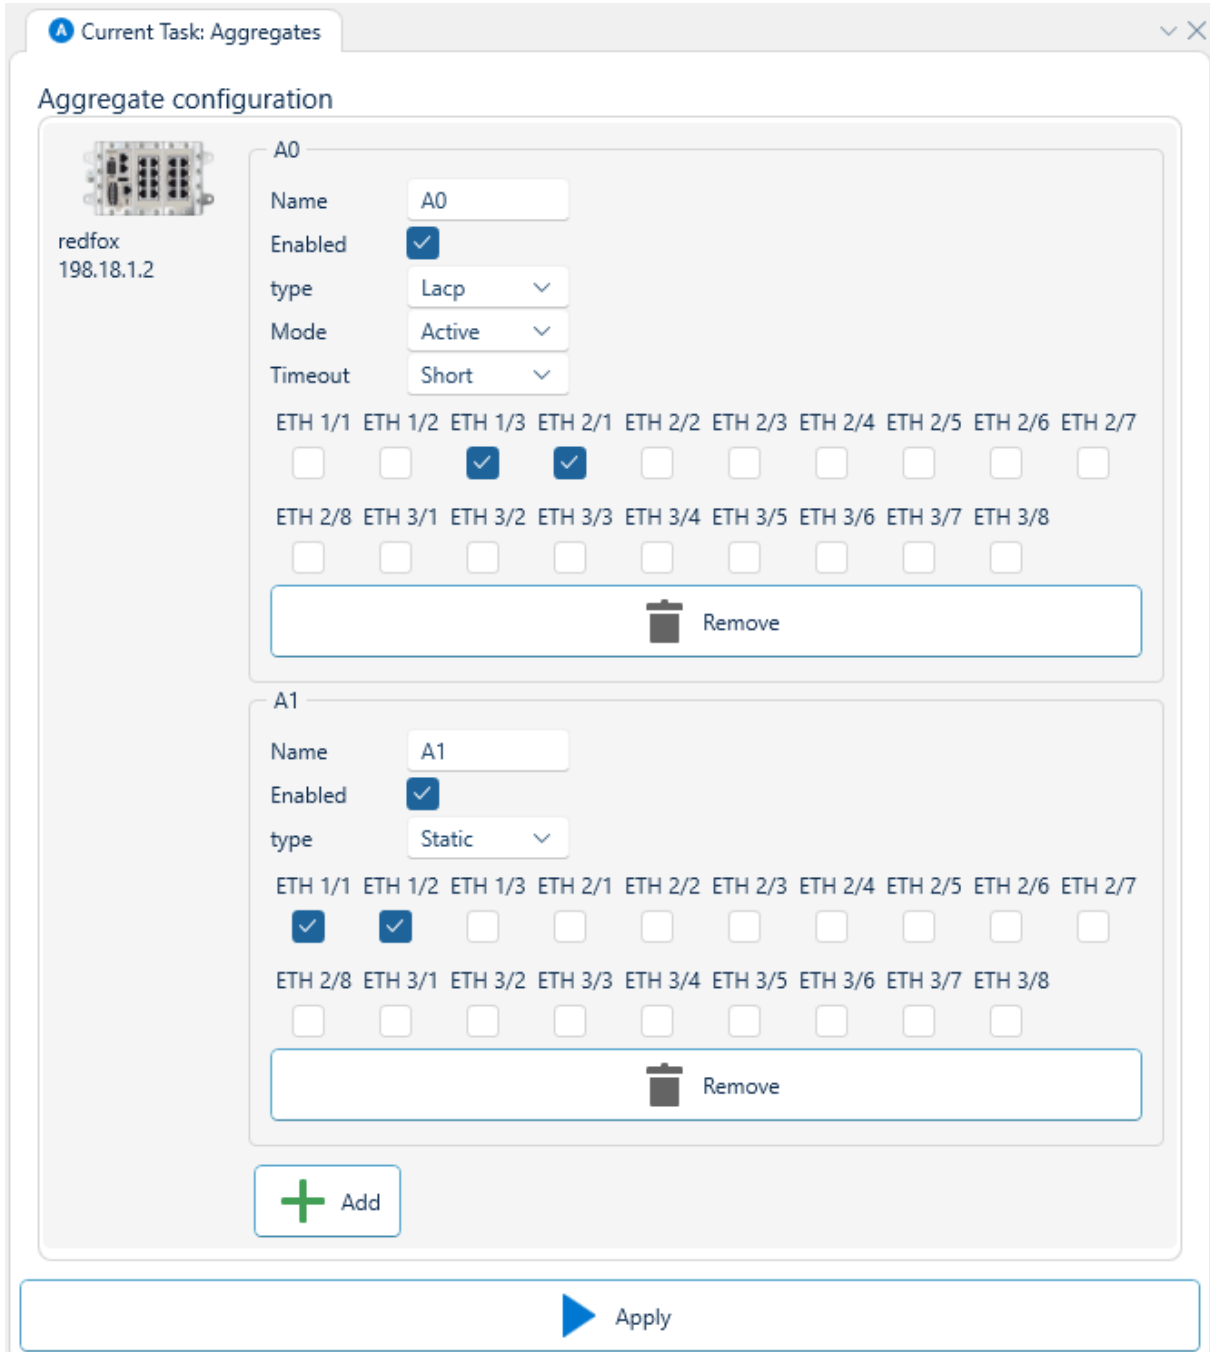 Current Task: Aggregates
Aggregate configuration
redfox
198.18.1.2
A0
Name A0
Enabled
type Lacp
Mode Active
Timeout Short
ETH 1/1 ETH 1/2 ETH 1/3 ETH 2/1 ETH 2/2 ETH 2/3 ETH 2/4 ETH 2/5 ETH 2/6 ETH 2/7
ETH 2/8 ETH 3/1 ETH 3/2 ETH 3/3 ETH 3/4 ETH 3/5 ETH 3/6 ETH 3/7 ETH 3/8
Remove
A1
Name A1
Enabled
type Static
ETH 1/1 ETH 1/2 ETH 1/3 ETH 2/1 ETH 2/2 ETH 2/3 ETH 2/4 ETH 2/5 ETH 2/6 ETH 2/7
ETH 2/8 ETH 3/1 ETH 3/2 ETH 3/3 ETH 3/4 ETH 3/5 ETH 3/6 ETH 3/7 ETH 3/8
Remove
Add
Apply